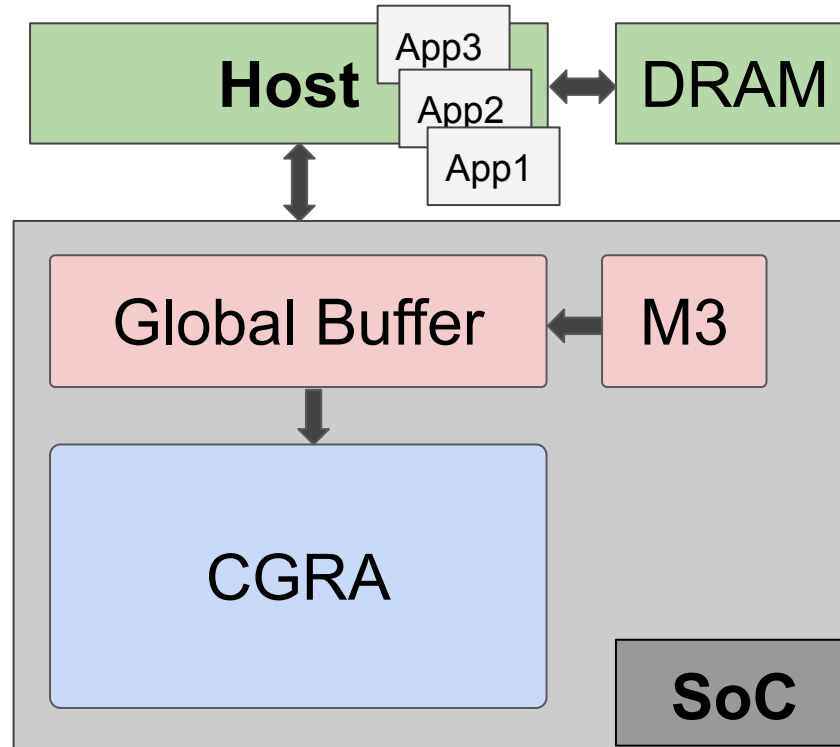 App3
Host
DRAM
App2
App1
Global Buffer
M3
CGRA
SoC